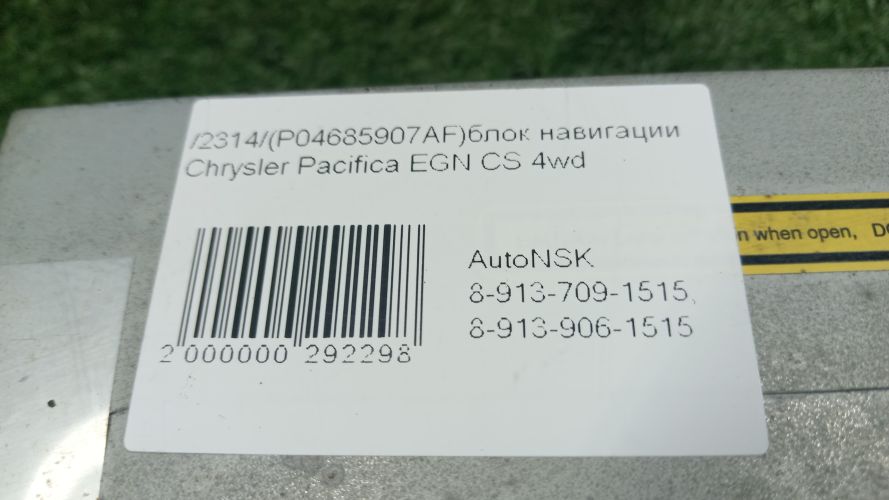 /2314/(P04685907AF)блок навигации
Chrysler Pacifica EGN CS 4wd
AutoNSK
8-913-709-1515,
8-913-906-1515
2 000000 292298
when open, DO